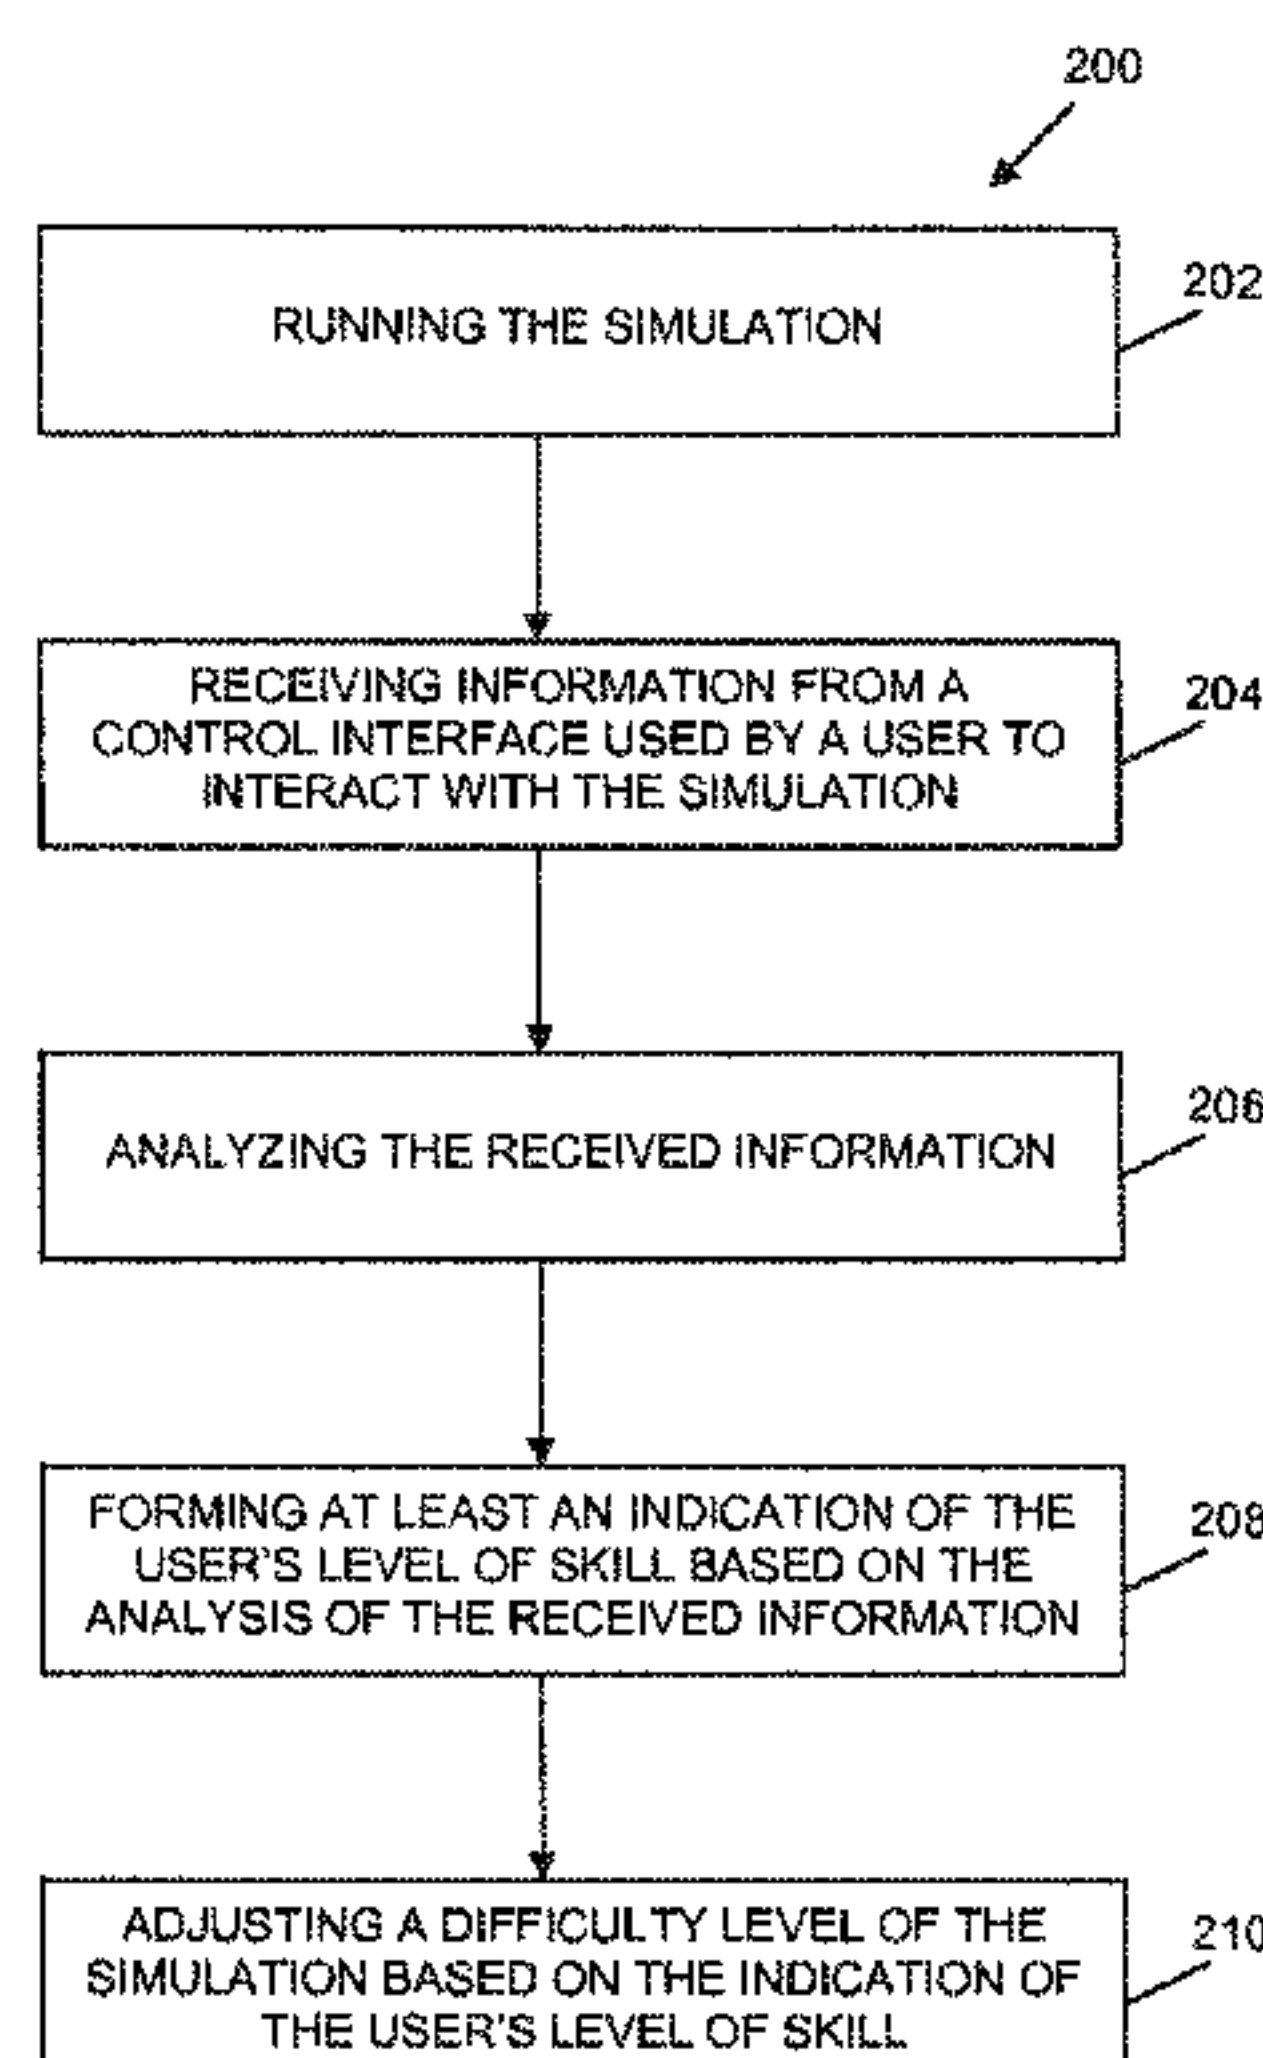 200
RUNNING THE SIMULATION
202
RECEIVING INFORMATION FROM A
CONTROL INTERFACE USED BY A USER TO
INTERACT WITH THE SIMULATION
204
ANALYZING THE RECEIVED INFORMATION
206
FORMING AT LEAST AN INDICATION OF THE
USER'S LEVEL OF SKILL BASED ON THE
ANALYSIS OF THE RECEIVED INFORMATION
208
ADJUSTING A DIFFICULTY LEVEL OF THE
SIMULATION BASED ON THE INDICATION OF
THE USER'S LEVEL OF SKILL
210